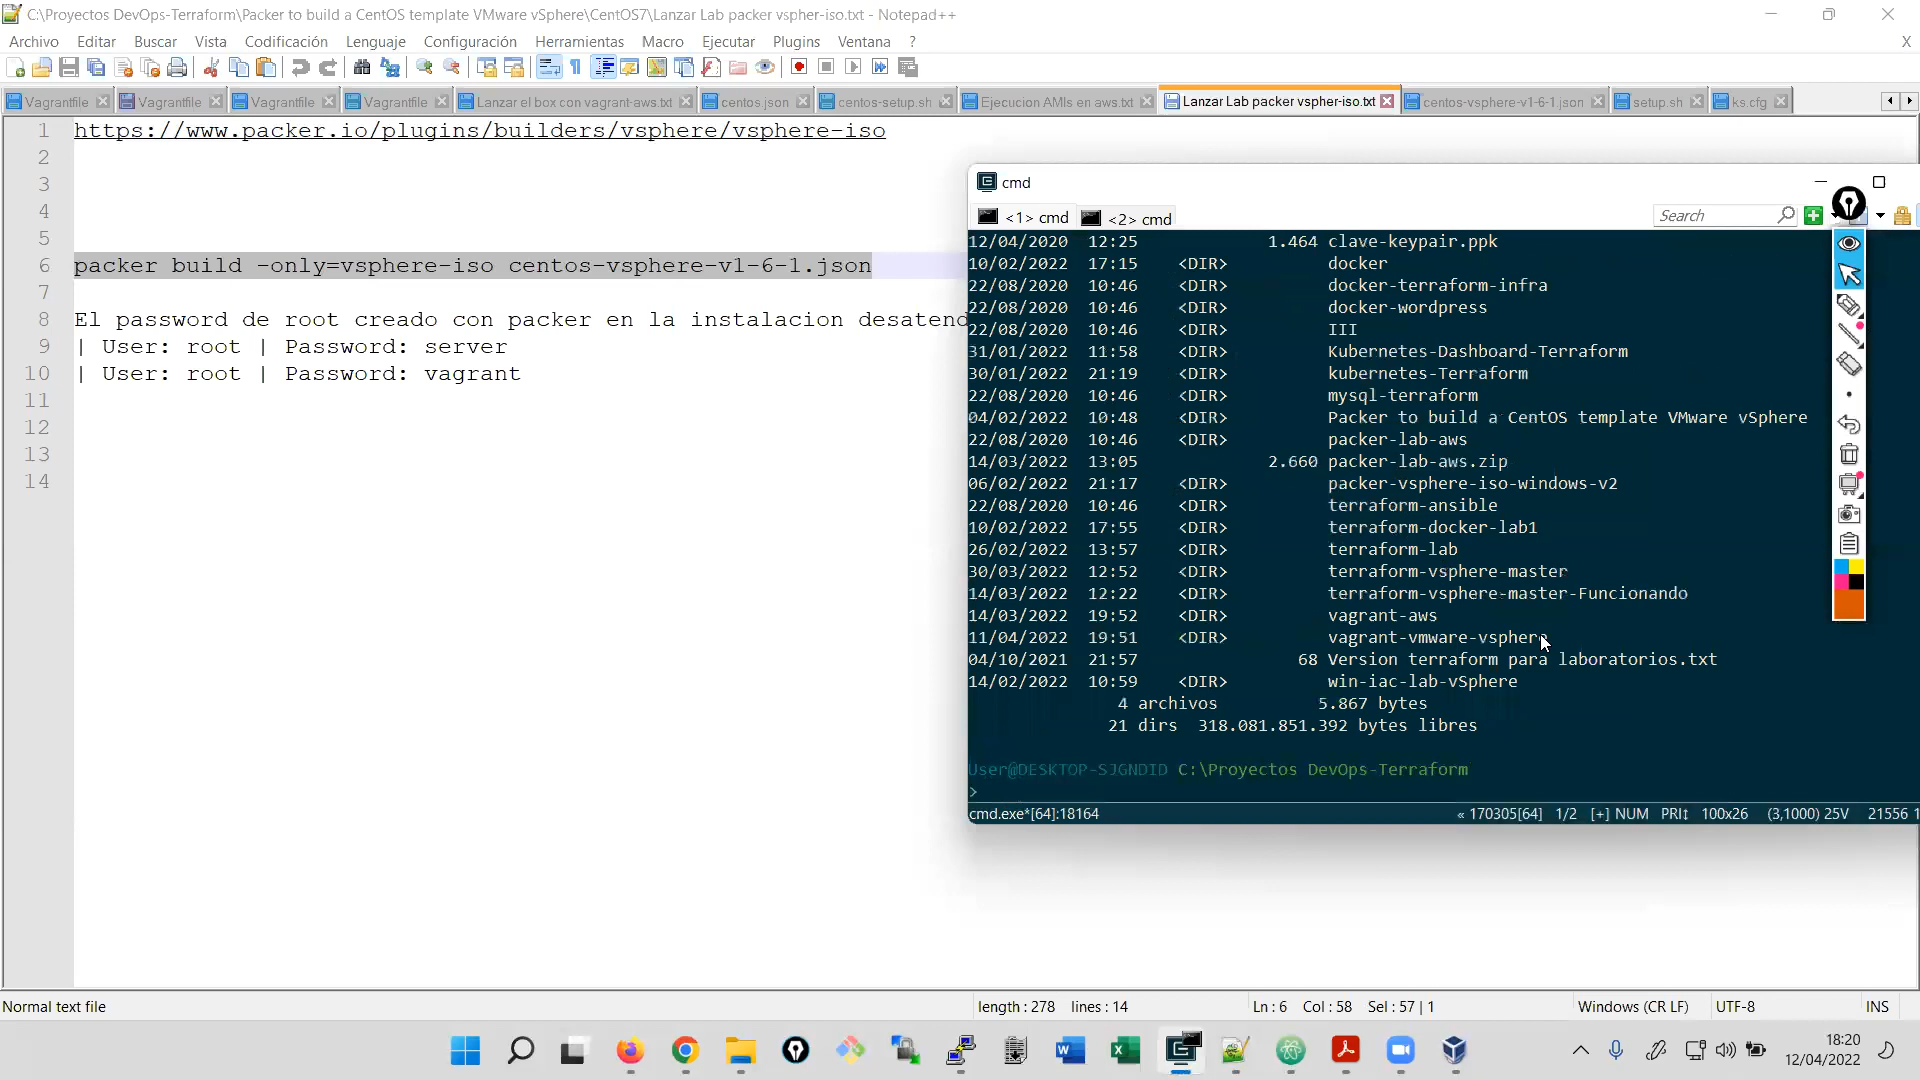 C:\Proyectos DevOps-Terraform\Packer to build a CentOS template VMware vSphere\CentOS7\Lanzar Lab packer vspher-iso.txt - Notepad++
Archivo Editar Buscar Vista Codificación Lenguaje Formato Configuración Herramientas Macro Ejecutar Plugins Ventana ? X
Vagrantfile Vagrantfile Vagrantfile Vagrantfile Lanzar el box con vagrant-aws.txt centos.json centos-setup.sh Ejecucion AMIs en aws.txt Lanzar Lab packer vspher-iso.txt centos-vsphere-v1-6-1.json setup.sh ks.cfg
1 https://www.packer.io/plugins/builders/vsphere/vsphere-iso
2
3
4
5
6 packer build -only=vsphere-iso centos-vsphere-v1-6-1.json
7
8 El password de root creado con packer en la instalacion desatend
9 | User: root | Password: server
10 | User: root | Password: vagrant
11
12
13
14
cmd
<1> cmd <2> cmd Search
12/04/2020 12:25 1.464 clave-keypair.ppk
10/02/2022 17:15 <DIR> docker
22/08/2020 10:46 <DIR> docker-terraform-infra
22/08/2020 10:46 <DIR> docker-wordpress
22/08/2020 10:46 <DIR> III
31/01/2022 11:58 <DIR> Kubernetes-Dashboard-Terraform
30/01/2022 21:19 <DIR> kubernetes-Terraform
22/08/2020 10:46 <DIR> mysql-terraform
04/02/2022 10:48 <DIR> Packer to build a CentOS template VMware vSphere
22/08/2020 10:46 <DIR> packer-lab-aws
14/03/2022 13:05 2.660 packer-lab-aws.zip
06/02/2022 21:17 <DIR> packer-vsphere-iso-windows-v2
22/08/2020 10:46 <DIR> terraform-ansible
10/02/2022 17:55 <DIR> terraform-docker-lab1
26/02/2022 13:57 <DIR> terraform-lab
30/03/2022 12:52 <DIR> terraform-vsphere-master
14/03/2022 12:22 <DIR> terraform-vsphere-master-Funcionando
14/03/2022 19:52 <DIR> vagrant-aws
11/04/2022 19:51 <DIR> vagrant-vmware-vsphere
04/10/2021 21:57 68 Version terraform para laboratorios.txt
14/02/2022 10:59 <DIR> win-iac-lab-vSphere
4 archivos 5.867 bytes
21 dirs 318.081.851.392 bytes libres
User@DESKTOP-SJGNDID C:\Proyectos DevOps-Terraform
>
cmd.exe*[64]:18164 « 170305[64] 1/2 [+] NUM PRI↕ 100x26 (3,1000) 25V 21556 1
Normal text file length : 278 lines : 14 Ln : 6 Col : 58 Sel : 57 | 1 Windows (CR LF) UTF-8 INS
18:20
12/04/2022